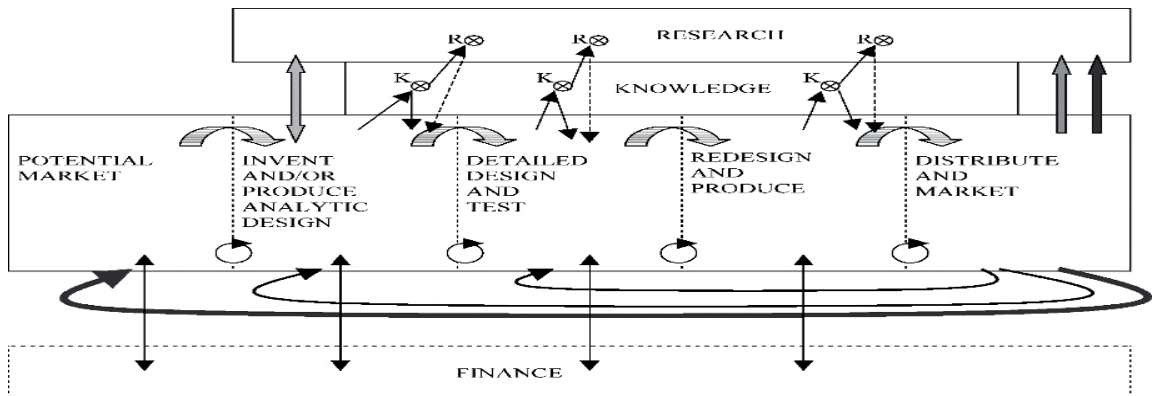 R R RESEARCH R
K K KNOWLEDGE K
POTENTIAL
MARKET
INVENT
AND/OR
PRODUCE
ANALYTIC
DESIGN
DETAILED
DESIGN
AND
TEST
REDESIGN
AND
PRODUCE
DISTRIBUTE
AND
MARKET
FINANCE